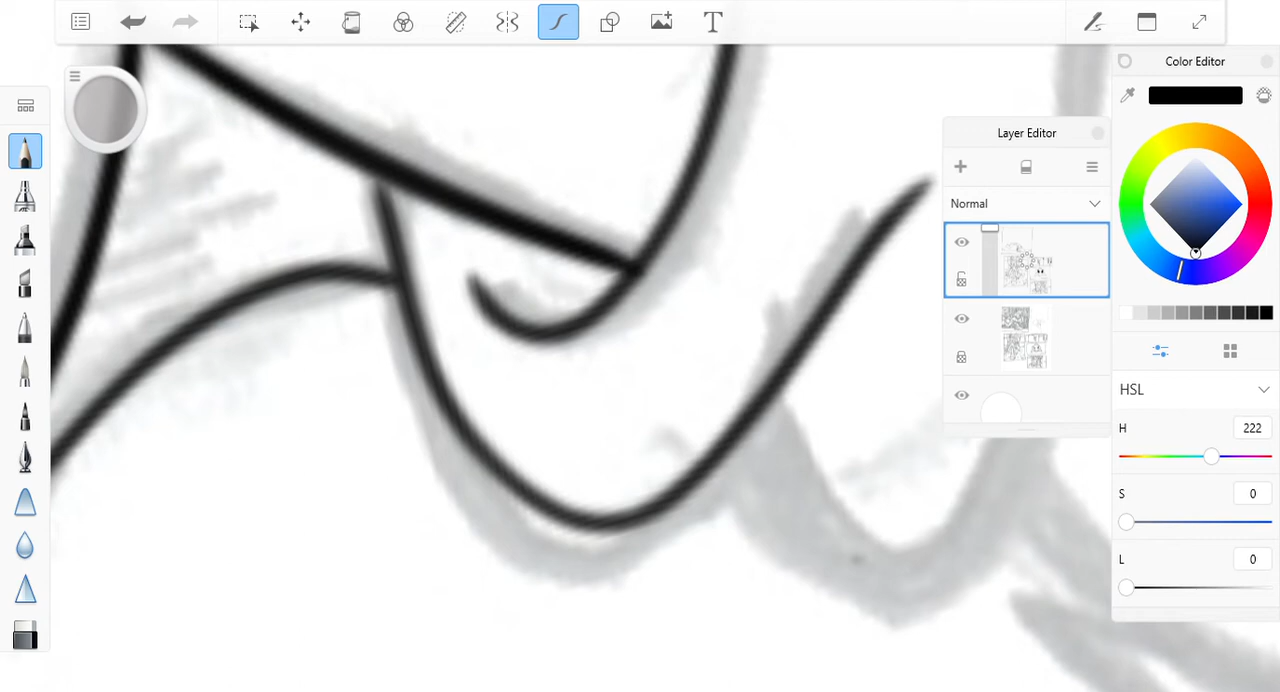 T
Color Editor
Layer Editor
Normal
HSL
H 222
S 0
L 0